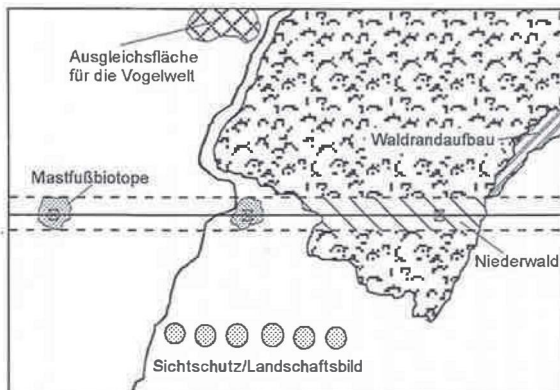 Ausgleichsfläche
für die Vogelwelt
Waldrandaufbau
Mastfußbiotope
Niederwald
Sichtschutz/Landschaftsbild